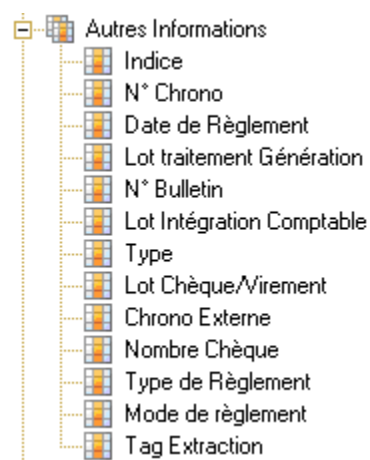 Autres Informations
Indice
N° Chrono
Date de Règlement
Lot traitement Génération
N° Bulletin
Lot Intégration Comptable
Type
Lot Chèque/Virement
Chrono Externe
Nombre Chèque
Type de Règlement
Mode de règlement
Tag Extraction